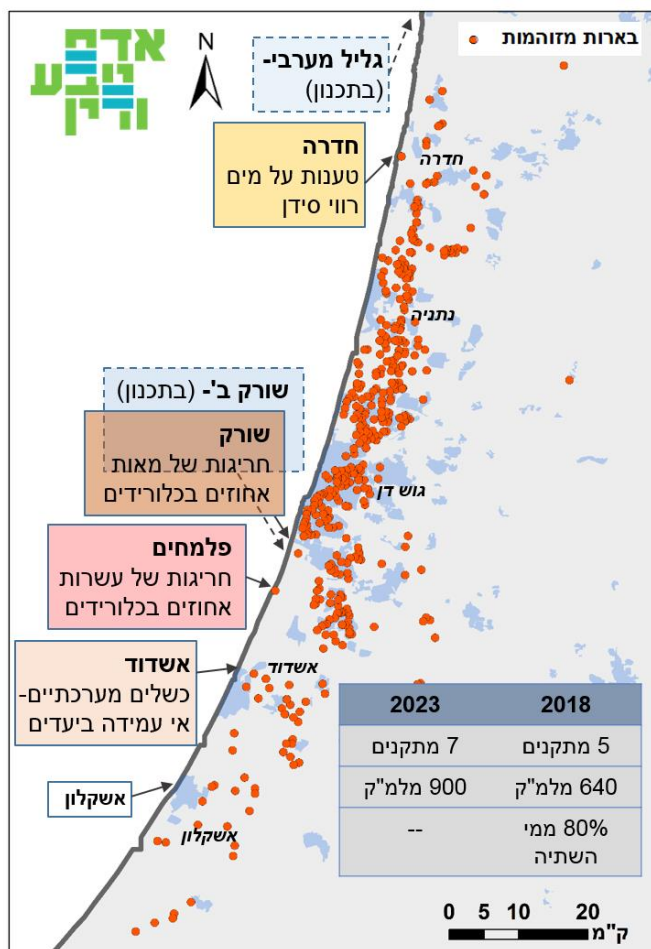 אדם
טבע
ודין
N
בארות מזוהמות
גליל מערבי-
(בתכנון)
חדרה
טענות על מים
רווי סידן
חדרה
נתניה
שורק ב'- (בתכנון)
שורק
חריגות של מאות
אחוזים בכלורידים
גוש דן
פלמחים
חריגות של עשרות
אחוזים בכלורידים
אשדוד
כשלים מערכתיים-
אי עמידה ביעדים
אשדוד
אשקלון
אשקלון
2018 2023
5 מתקנים 7 מתקנים
640 מלמ"ק 900 מלמ"ק
80% ממי --
השתיה
0 5 10 20
ק"מ